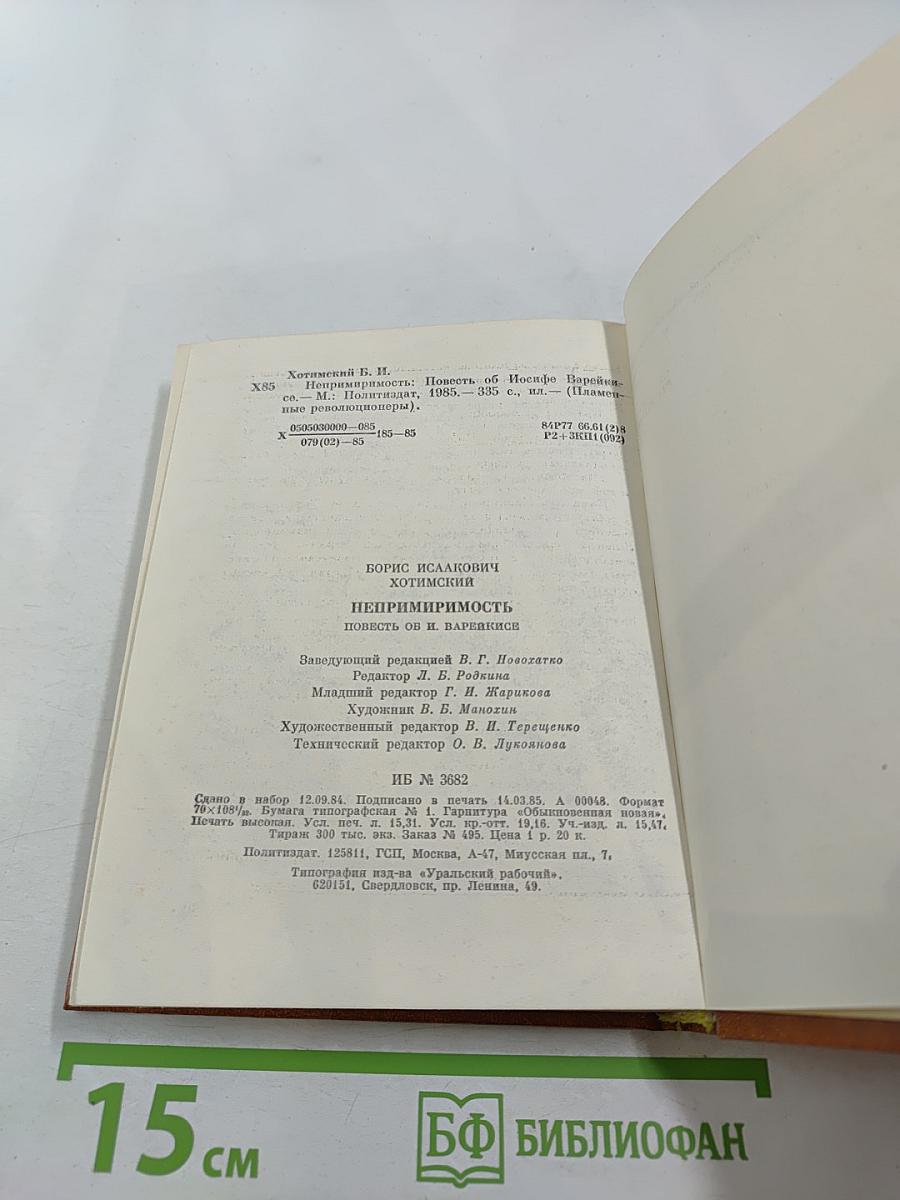 Хотимский Б. И.
Х85 Непримиримость: Повесть об Иосифе Варейки-
се.— М.: Политиздат, 1985.— 335 с., ил.— (Пламен-
ные революционеры).
Х 0505030000—085 185—85 84Р77 66.61(2)8
079(02)—85 Р2+3КП1(092)
БОРИС ИСААКОВИЧ
ХОТИМСКИЙ
НЕПРИМИРИМОСТЬ
ПОВЕСТЬ ОБ И. ВАРЕЙКИСЕ
Заведующий редакцией В. Г. Новохатко
Редактор Л. Б. Родкина
Младший редактор Г. И. Жарикова
Художник В. Б. Манохин
Художественный редактор В. И. Терещенко
Технический редактор О. В. Лукоянова
ИБ № 3682
Сдано в набор 12.09.84. Подписано в печать 14.03.85. А 00048. Формат
70×108¹/₃₂. Бумага типографская № 1. Гарнитура «Обыкновенная новая».
Печать высокая. Усл. печ. л. 15,31. Усл. кр.-отт. 19,16. Уч.-изд. л. 15,47.
Тираж 300 тыс. экз. Заказ № 495. Цена 1 р. 20 к.
Политиздат. 125811, ГСП, Москва, А-47, Миусская пл., 7.
Типография изд-ва «Уральский рабочий».
620151, Свердловск, пр. Ленина, 49.
15 см
БФ БИБЛИОФАН